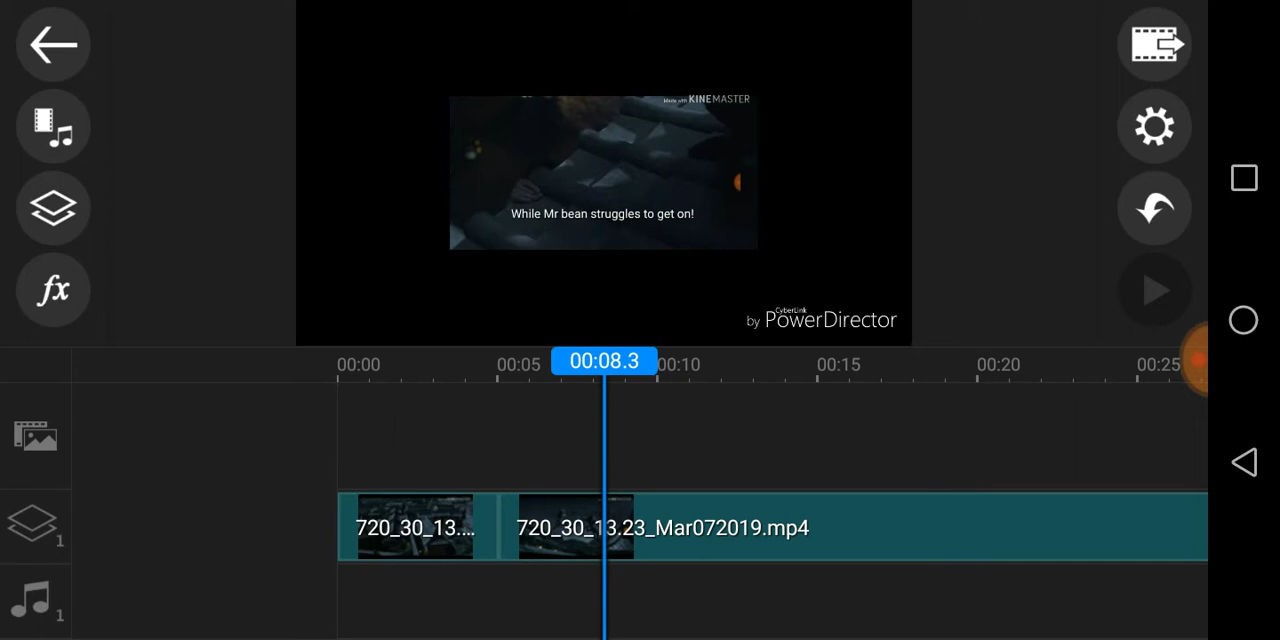 fx
Made with KINEMASTER
While Mr bean struggles to get on!
CyberLink
by PowerDirector
00:00
00:05
00:08.3
00:10
00:15
00:20
00:25
720_30_13....
720_30_13.23_Mar072019.mp4
1
1